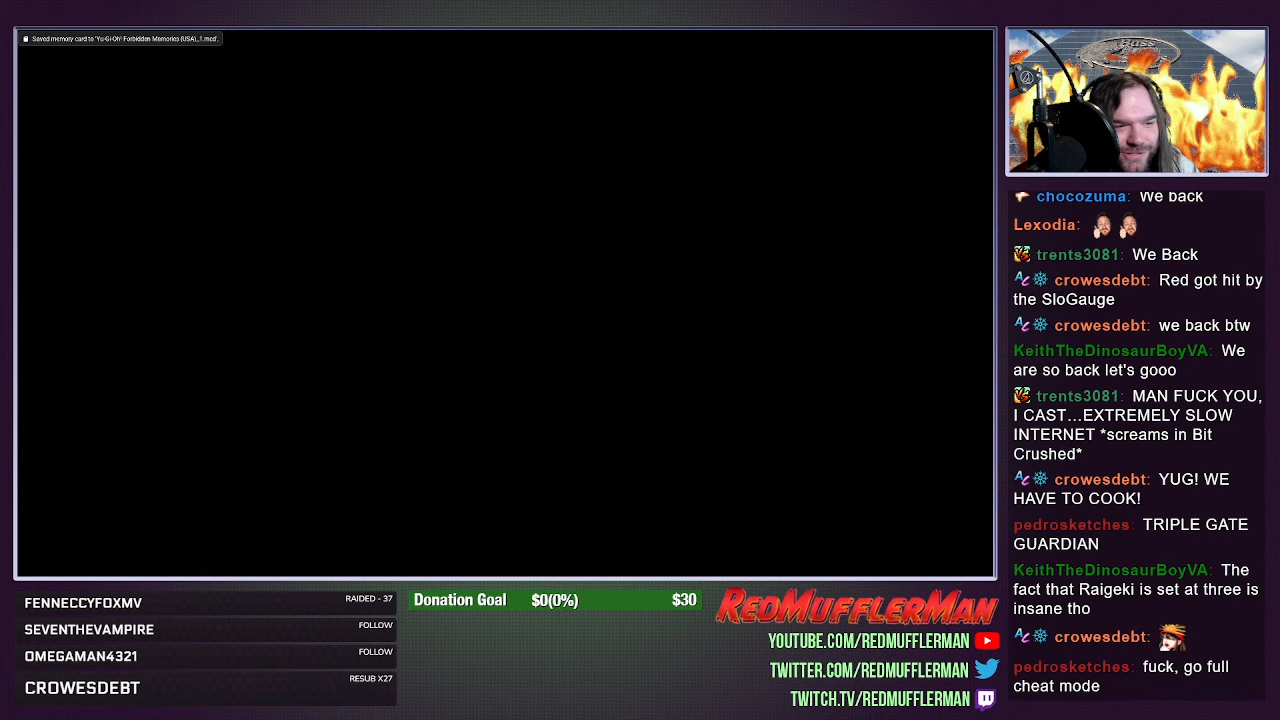 Saved memory card to 'Yu-Gi-Oh! Forbidden Memories (USA)_1.mcd'.
chocozuma: We back
Lexodia:
trents3081: We Back
crowesdebt: Red got hit by
the SloGauge
crowesdebt: we back btw
KeithTheDinosaurBoyVA: We
are so back let's gooo
trents3081: MAN FUCK YOU,
I CAST...EXTREMELY SLOW
INTERNET *screams in Bit
Crushed*
crowesdebt: YUG! WE
HAVE TO COOK!
pedrosketches: TRIPLE GATE
GUARDIAN
KeithTheDinosaurBoyVA: The
fact that Raigeki is set at three is
insane tho
crowesdebt:
pedrosketches: fuck, go full
cheat mode
FENNECCYFOXMV RAIDED - 37
SEVENTHEVAMPIRE FOLLOW
OMEGAMAN4321 FOLLOW
CROWESDEBT RESUB X27
Donation Goal $0(0%) $30
REDMUFFLERMAN
YOUTUBE.COM/REDMUFFLERMAN
TWITTER.COM/REDMUFFLERMAN
TWITCH.TV/REDMUFFLERMAN